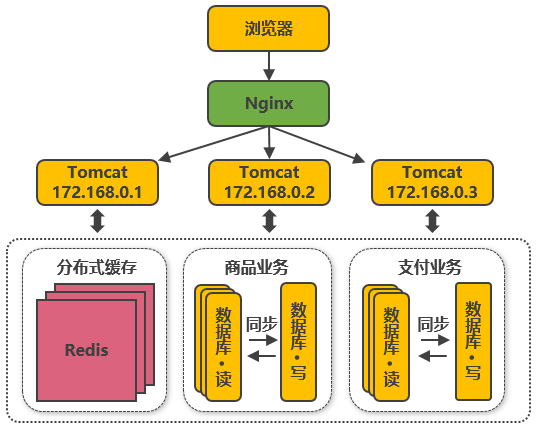 浏览器
Nginx
Tomcat
172.168.0.1
Tomcat
172.168.0.2
Tomcat
172.168.0.3
分布式缓存
Redis
商品业务
数据库·读
同步
数据库·写
支付业务
数据库·读
同步
数据库·写